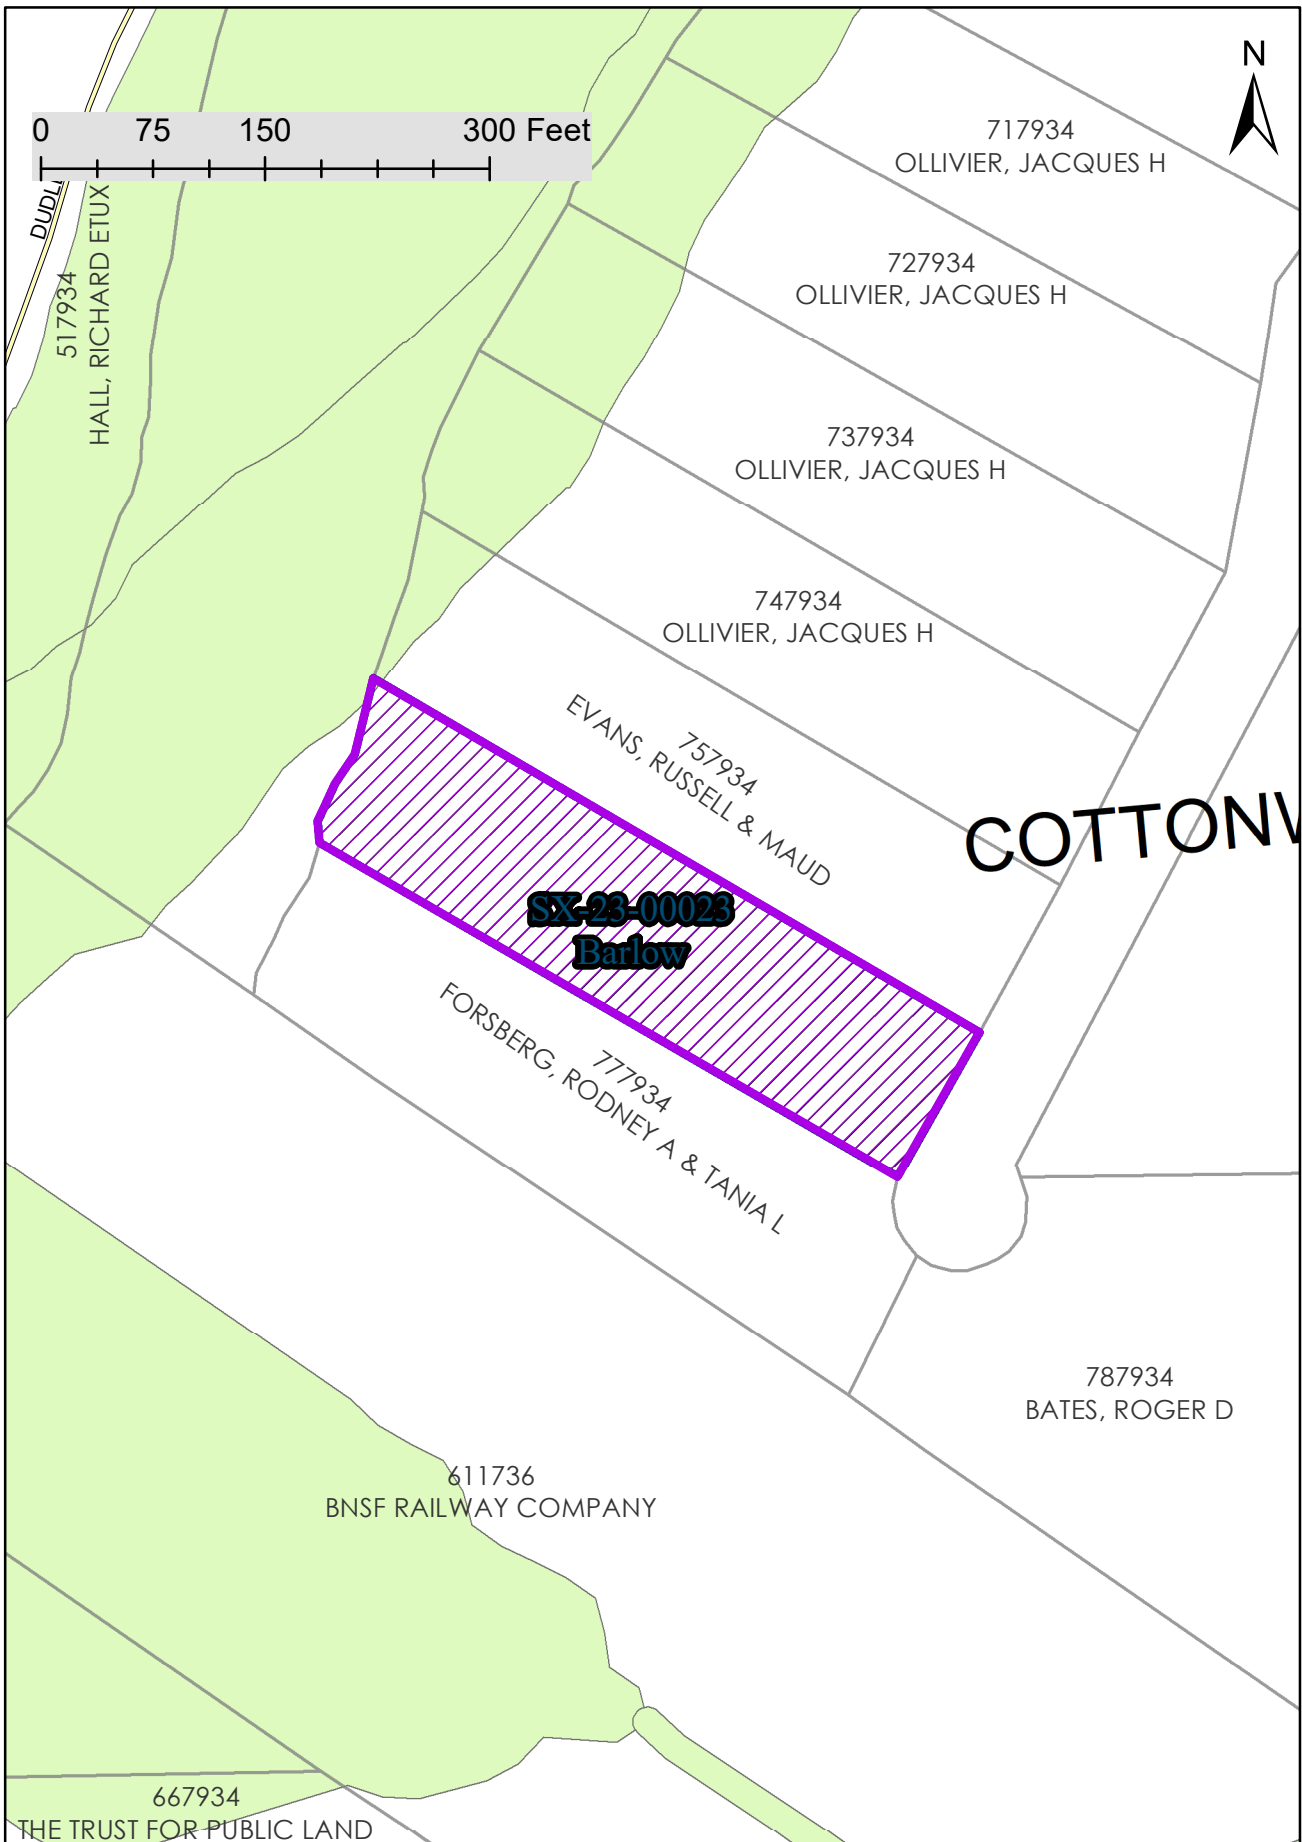 N
0 75 150 300 Feet
717934
OLLIVIER, JACQUES H
DUDL
517934
HALL, RICHARD ETUX
727934
OLLIVIER, JACQUES H
737934
OLLIVIER, JACQUES H
747934
OLLIVIER, JACQUES H
757934
EVANS, RUSSELL & MAUD
COTTONW
SX-23-00023
Barlow
777934
FORSBERG, RODNEY A & TANIA L
787934
BATES, ROGER D
611736
BNSF RAILWAY COMPANY
667934
THE TRUST FOR PUBLIC LAND